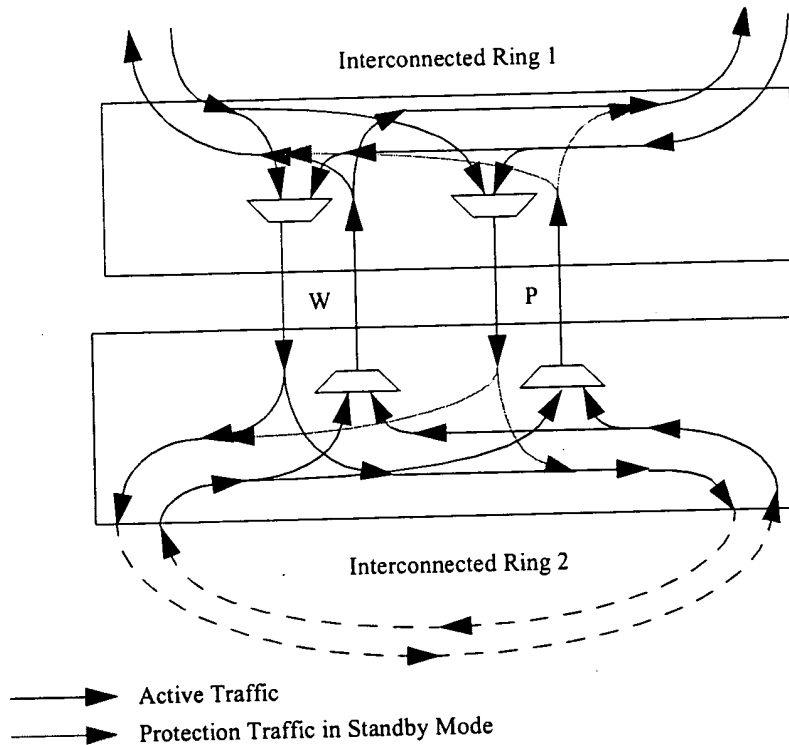 Interconnected Ring 1
W
P
Interconnected Ring 2
Active Traffic
Protection Traffic in Standby Mode